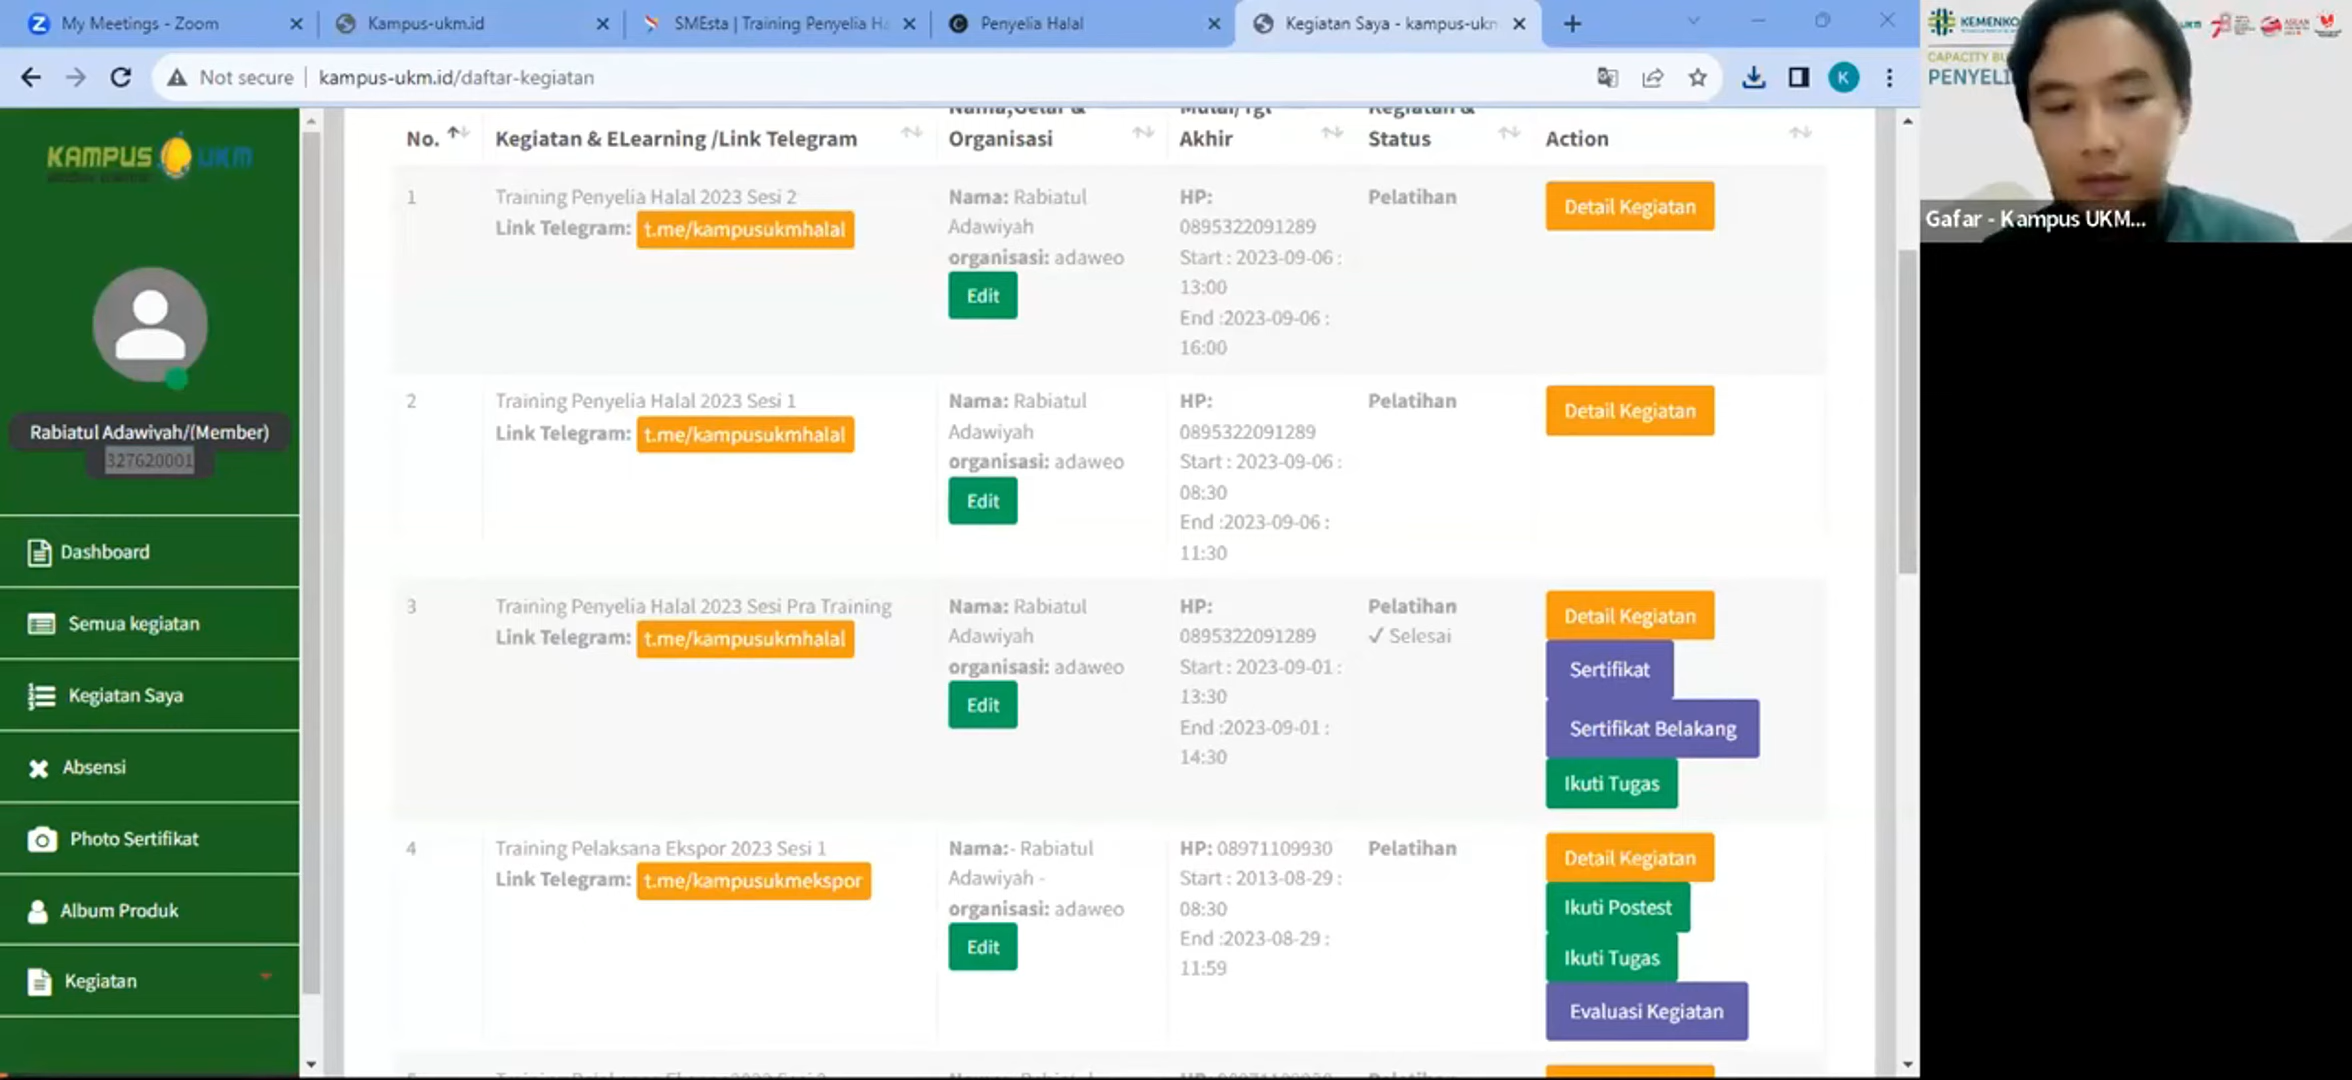 My Meetings - Zoom
Kampus-ukm.id
SMEsta | Training Penyelia Ha
Penyelia Halal
Kegiatan Saya - kampus-ukm
Not secure
kampus-ukm.id/daftar-kegiatan
K
KEMENKO
CAPACITY BU
PENYELI
Gafar - Kampus UKM...
KAMPUS UKM
Rabiatul Adawiyah/(Member)
327620001
Dashboard
Semua kegiatan
Kegiatan Saya
Absensi
Photo Sertifikat
Album Produk
Kegiatan
No.
Kegiatan & ELearning /Link Telegram
Nama,Gelar &
Organisasi
Mulai/Tgl
Akhir
Kegiatan &
Status
Action
1
Training Penyelia Halal 2023 Sesi 2
Link Telegram: t.me/kampusukmhalal
Nama: Rabiatul
Adawiyah
organisasi: adaweo
Edit
HP:
0895322091289
Start : 2023-09-06 :
13:00
End :2023-09-06 :
16:00
Pelatihan
Detail Kegiatan
2
Training Penyelia Halal 2023 Sesi 1
Link Telegram: t.me/kampusukmhalal
Nama: Rabiatul
Adawiyah
organisasi: adaweo
Edit
HP:
0895322091289
Start : 2023-09-06 :
08:30
End :2023-09-06 :
11:30
Pelatihan
Detail Kegiatan
3
Training Penyelia Halal 2023 Sesi Pra Training
Link Telegram: t.me/kampusukmhalal
Nama: Rabiatul
Adawiyah
organisasi: adaweo
Edit
HP:
0895322091289
Start : 2023-09-01 :
13:30
End :2023-09-01 :
14:30
Pelatihan
✓ Selesai
Detail Kegiatan
Sertifikat
Sertifikat Belakang
Ikuti Tugas
4
Training Pelaksana Ekspor 2023 Sesi 1
Link Telegram: t.me/kampusukmekspor
Nama:- Rabiatul
Adawiyah -
organisasi: adaweo
Edit
HP: 08971109930
Start : 2013-08-29 :
08:30
End :2023-08-29 :
11:59
Pelatihan
Detail Kegiatan
Ikuti Postest
Ikuti Tugas
Evaluasi Kegiatan